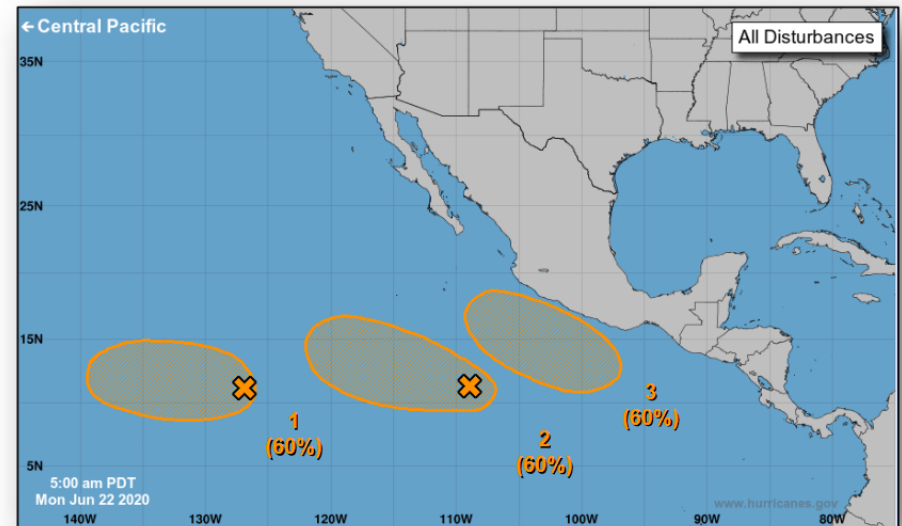 ← Central Pacific
All Disturbances
35N
25N
15N
5N
1
(60%)
2
(60%)
3
(60%)
5:00 am PDT
Mon Jun 22 2020
www.hurricanes.gov
140W
130W
120W
110W
100W
90W
80W